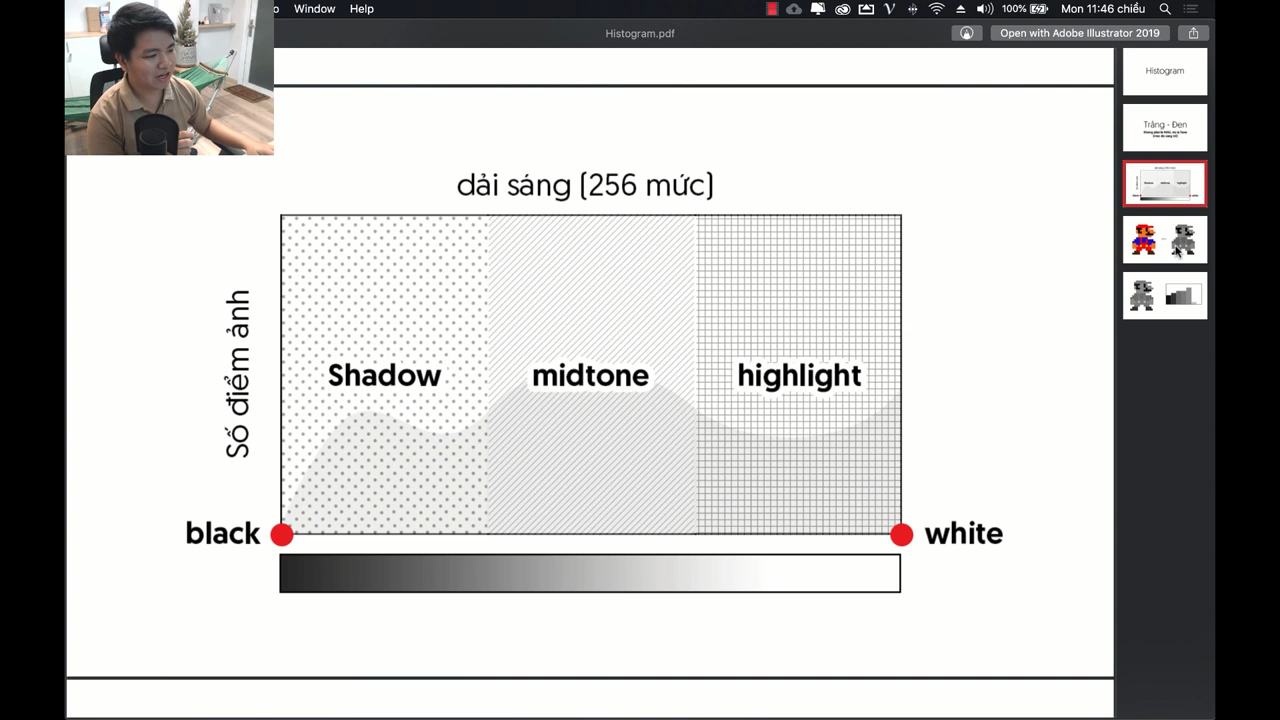 Window Help
100%
Mon 11:46 chiều
Histogram.pdf
Open with Adobe Illustrator 2019
Histogram
Trắng - Đen
dải sáng (256 mức)
Số điểm ảnh
Shadow
midtone
highlight
black
white